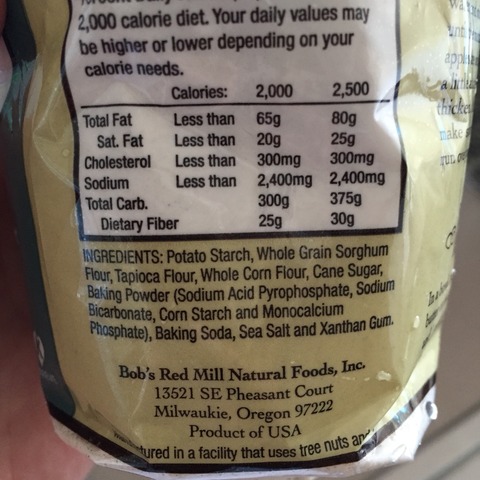 2,000 calorie diet. Your daily values may
be higher or lower depending on your
calorie needs.
Calories: 2,000 2,500
Total Fat Less than 65g 80g
Sat. Fat Less than 20g 25g
Cholesterol Less than 300mg 300mg
Sodium Less than 2,400mg 2,400mg
Total Carb. 300g 375g
Dietary Fiber 25g 30g
INGREDIENTS: Potato Starch, Whole Grain Sorghum
Flour, Tapioca Flour, Whole Corn Flour, Cane Sugar,
Baking Powder (Sodium Acid Pyrophosphate, Sodium
Bicarbonate, Corn Starch and Monocalcium
Phosphate), Baking Soda, Sea Salt and Xanthan Gum.
Bob's Red Mill Natural Foods, Inc.
13521 SE Pheasant Court
Milwaukie, Oregon 97222
Product of USA
in a facility that uses tree nuts and
a little
thicken
make